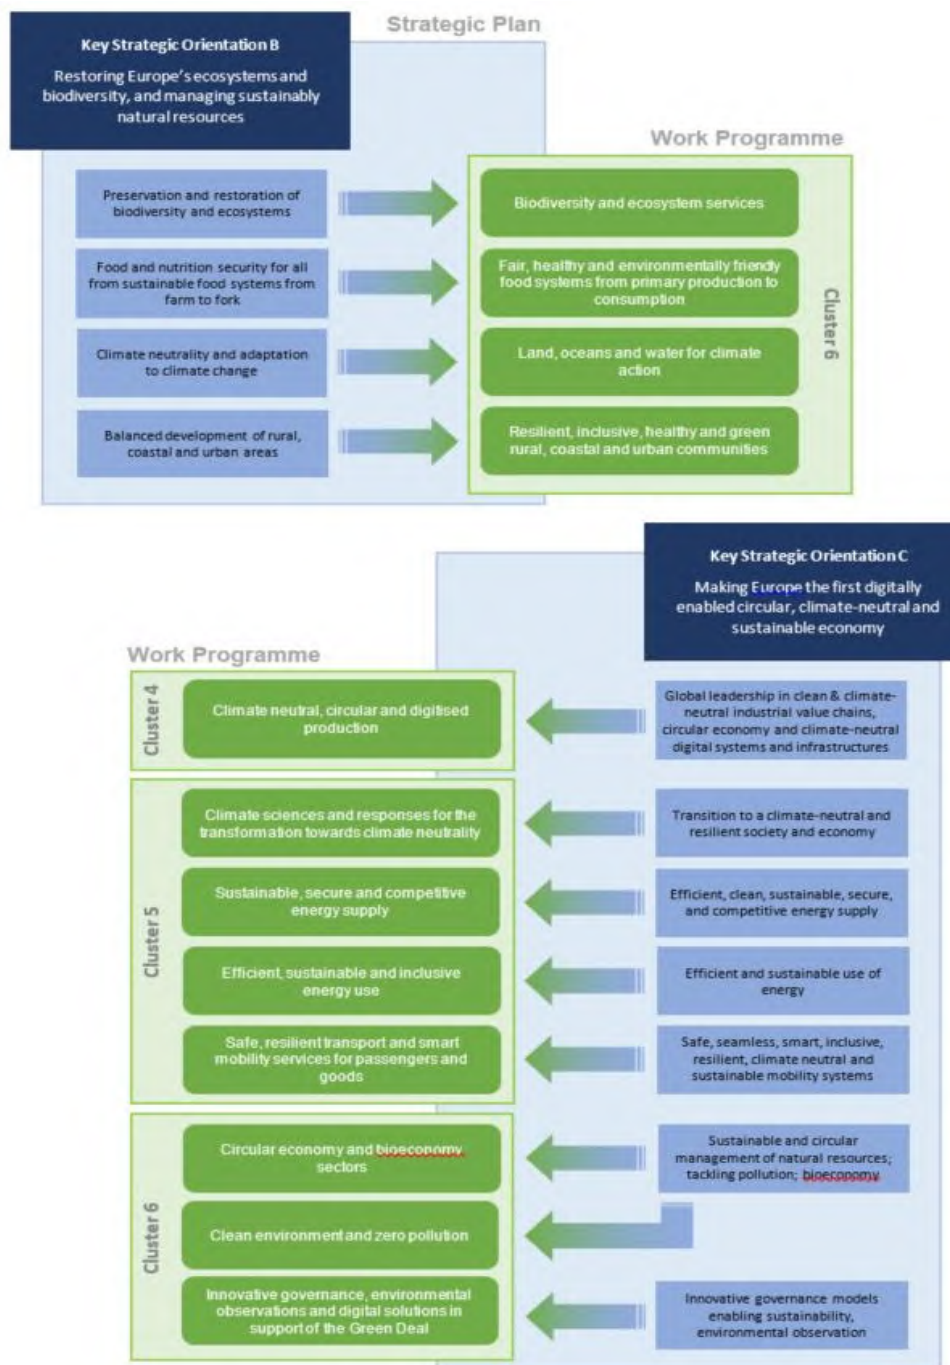 Strategic Plan
Key Strategic Orientation B
Restoring Europe's ecosystems and
biodiversity, and managing sustainably
natural resources
Work Programme
Preservation and restoration of
biodiversity and ecosystems
Biodiversity and ecosystem services
Food and nutrition security for all
from sustainable food systems from
farm to fork
Fair, healthy and environmentally friendly
food systems from primary production to
consumption
Cluster 6
Climate neutrality and adaptation
to climate change
Land, oceans and water for climate
action
Balanced development of rural,
coastal and urban areas
Resilient, inclusive, healthy and green
rural, coastal and urban communities
Key Strategic Orientation C
Making Europe the first digitally
enabled circular, climate-neutral and
sustainable economy
Work Programme
Cluster 4
Climate neutral, circular and digitised
production
Global leadership in clean & climate-
neutral industrial value chains,
circular economy and climate-neutral
digital systems and infrastructures
Cluster 5
Climate sciences and responses for the
transformation towards climate neutrality
Transition to a climate-neutral and
resilient society and economy
Sustainable, secure and competitive
energy supply
Efficient, clean, sustainable, secure,
and competitive energy supply
Efficient, sustainable and inclusive
energy use
Efficient and sustainable use of
energy
Safe, resilient transport and smart
mobility services for passengers and
goods
Safe, seamless, smart, inclusive,
resilient, climate neutral and
sustainable mobility systems
Cluster 6
Circular economy and bioeconomy
sectors
Sustainable and circular
management of natural resources;
tackling pollution; bioeconomy
Clean environment and zero pollution
Innovative governance, environmental
observations and digital solutions in
support of the Green Deal
Innovative governance models
enabling sustainability,
environmental observation